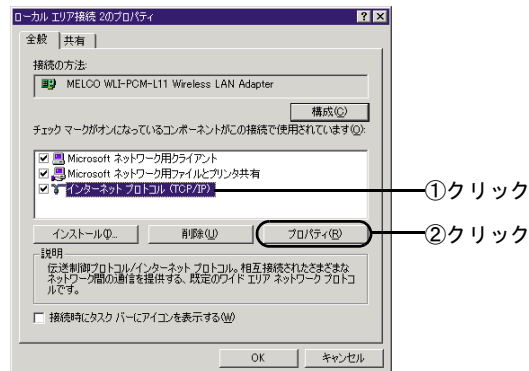 ローカル エリア接続 2のプロパティ
全般 共有
接続の方法:
MELCO WLI-PCM-L11 Wireless LAN Adapter
構成(C)
チェック マークがオンになっているコンポーネントがこの接続で使用されています(O):
Microsoft ネットワーク用クライアント
Microsoft ネットワーク用ファイルとプリンタ共有
インターネット プロトコル (TCP/IP)
①クリック
インストール(I)... 削除(U) プロパティ(R)
②クリック
説明
伝送制御プロトコル/インターネット プロトコル。相互接続されたさまざまな
ネットワーク間の通信を提供する、既定のワイド エリア ネットワーク プロトコ
ルです。
接続時にタスク バーにアイコンを表示する(W)
OK キャンセル